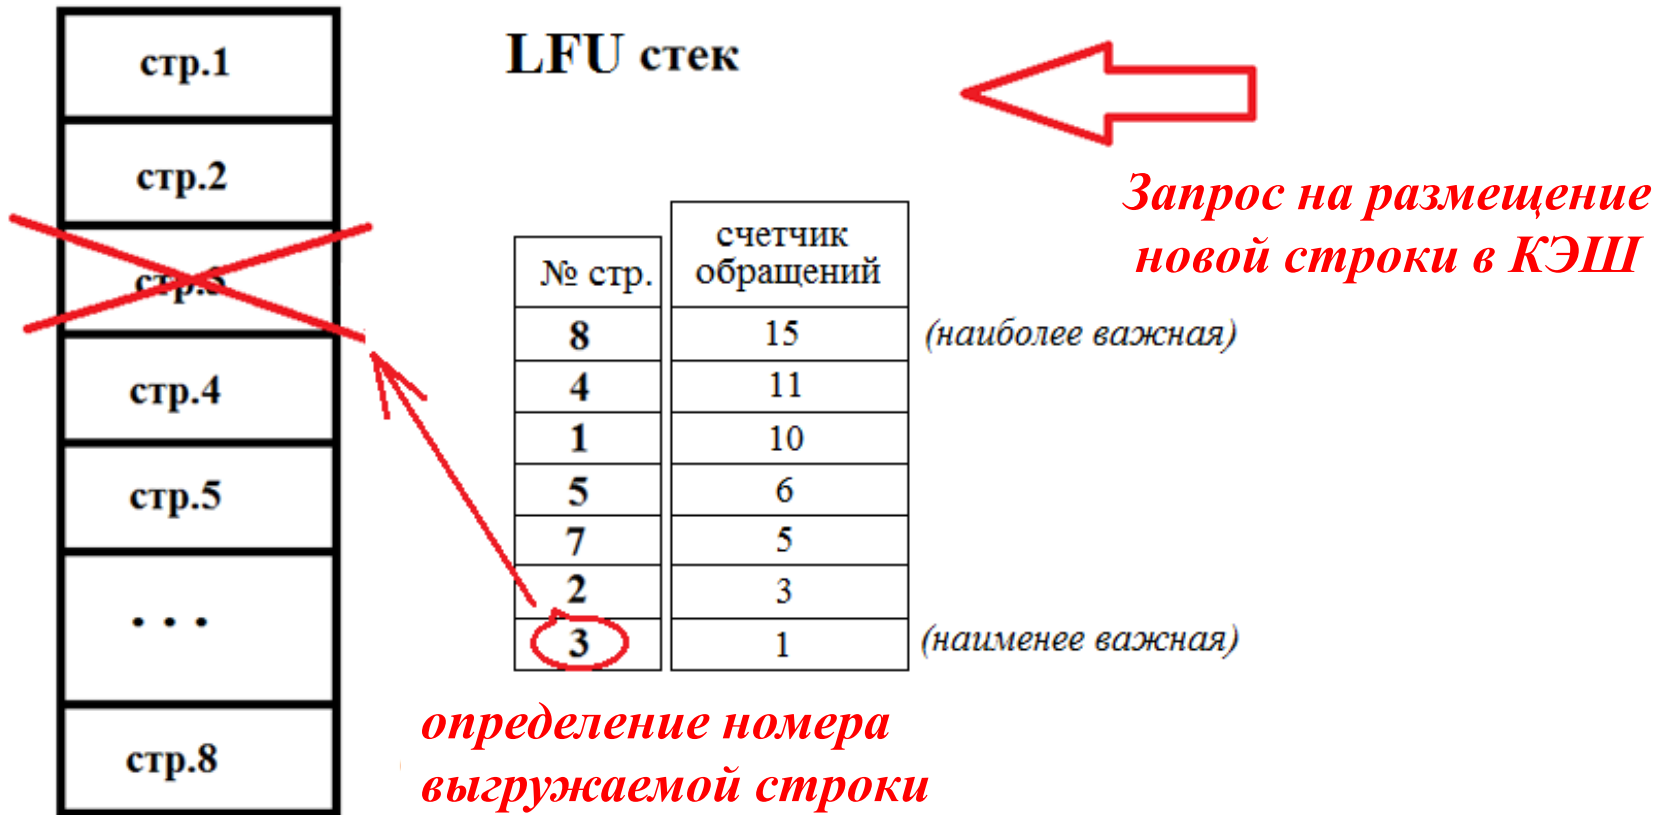 стр.1
стр.2
стр.3
стр.4
стр.5
. . .
стр.8
LFU стек
Запрос на размещение
новой строки в КЭШ
№ стр.
счетчик
обращений
8 15 (наиболее важная)
4 11
1 10
5 6
7 5
2 3
3 1 (наименее важная)
определение номера
выгружаемой строки